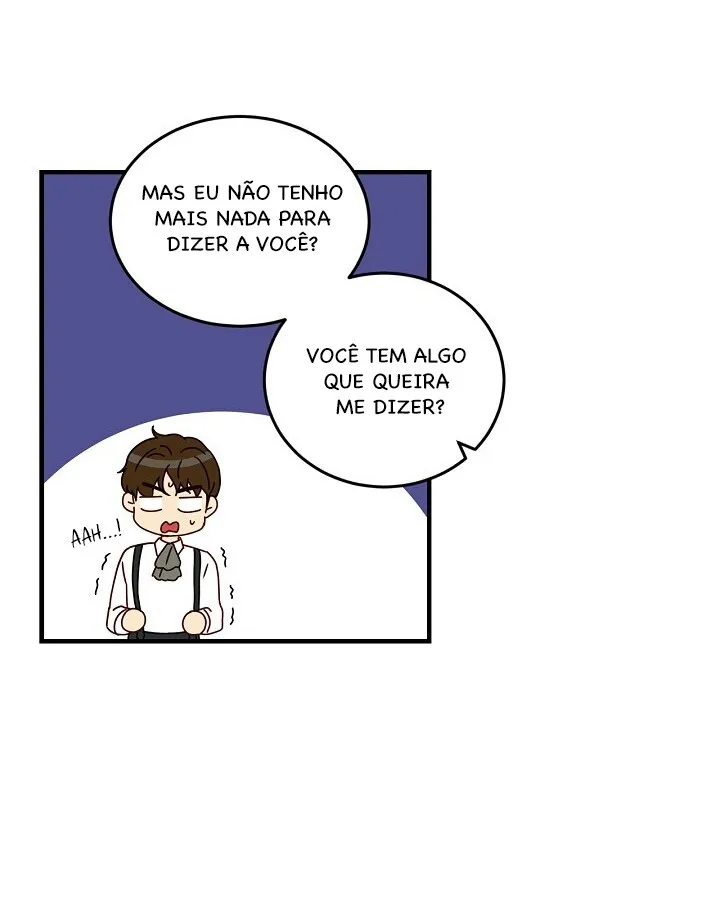 MAS EU NÃO TENHO
MAIS NADA PARA
DIZER A VOCÊ?
VOCÊ TEM ALGO
QUE QUEIRA
ME DIZER?
AAH...!